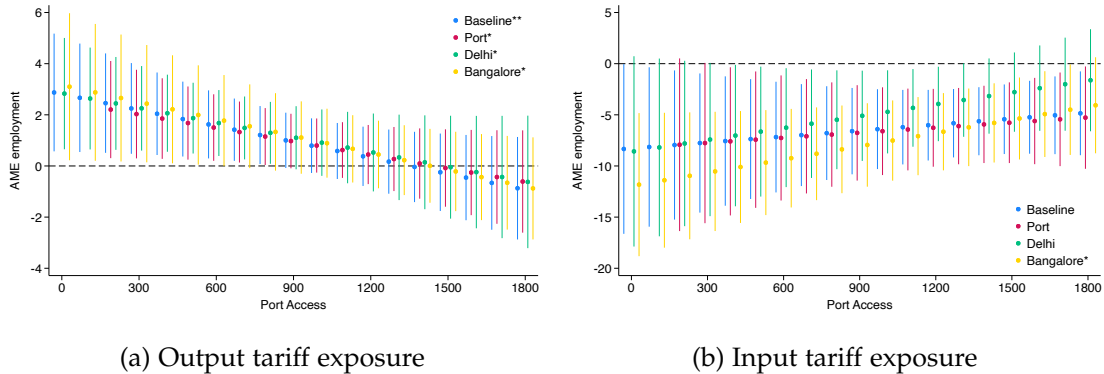 6
4
2
0
-2
-4
AME employment
0
300
600
900
1200
1500
1800
Port Access
Baseline**
Port*
Delhi*
Bangalore*
(a) Output tariff exposure
5
0
-5
-10
-15
-20
AME employment
0
300
600
900
1200
1500
1800
Port Access
Baseline
Port
Delhi
Bangalore*
(b) Input tariff exposure